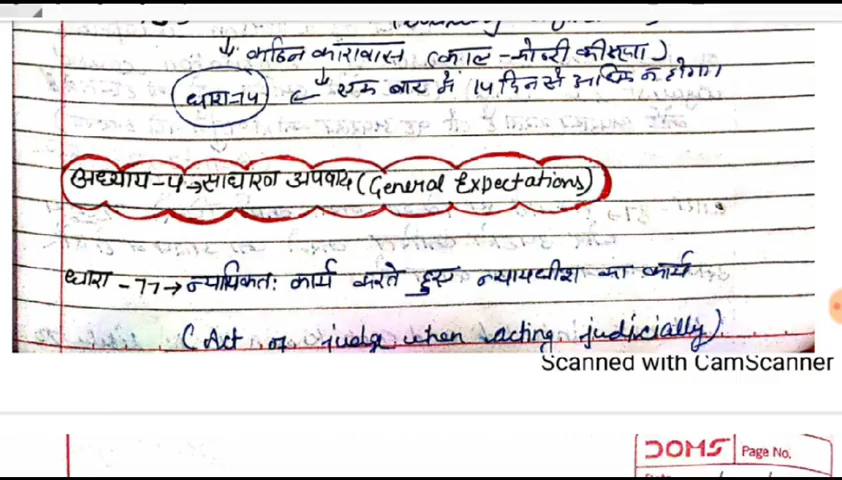 ↓ कठिन कारावास (काल - कोठरी की सजा)
धारा-74 ← एक बार में 14 दिन से अधिक न होगा।
अध्याय-4→साधारण अपवाद (General Expectations)
धारा - 77 → न्यायिकतः कार्य करते हुए न्यायधीश का कार्य
(Act of judge when acting judicially)
Scanned with CamScanner
DOMS Page No.